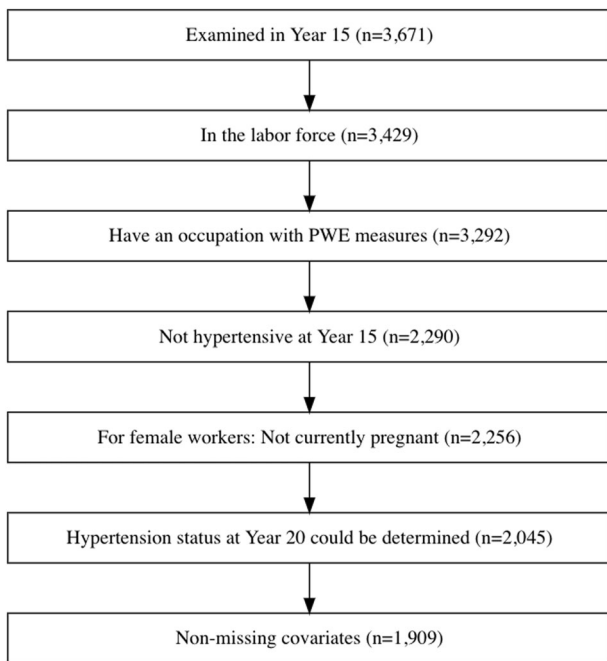 Examined in Year 15 (n=3,671)
In the labor force (n=3,429)
Have an occupation with PWE measures (n=3,292)
Not hypertensive at Year 15 (n=2,290)
For female workers: Not currently pregnant (n=2,256)
Hypertension status at Year 20 could be determined (n=2,045)
Non-missing covariates (n=1,909)